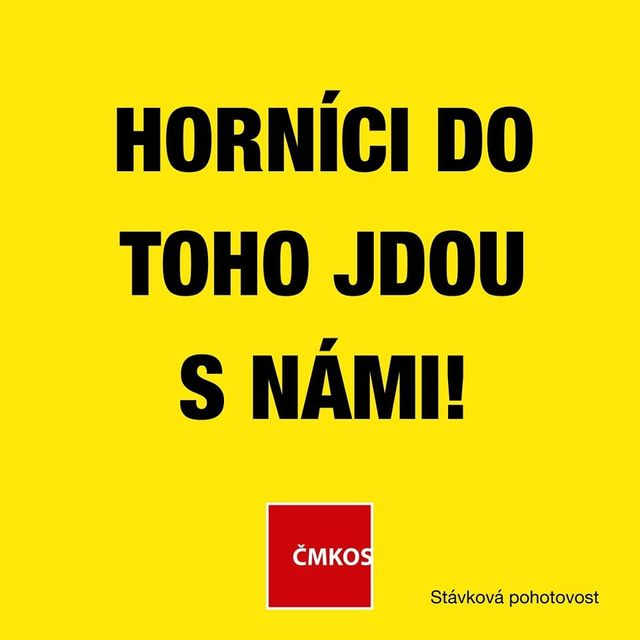 HORNÍCI DO
TOHO JDOU
S NÁMI!
ČMKOS
Stávková pohotovost